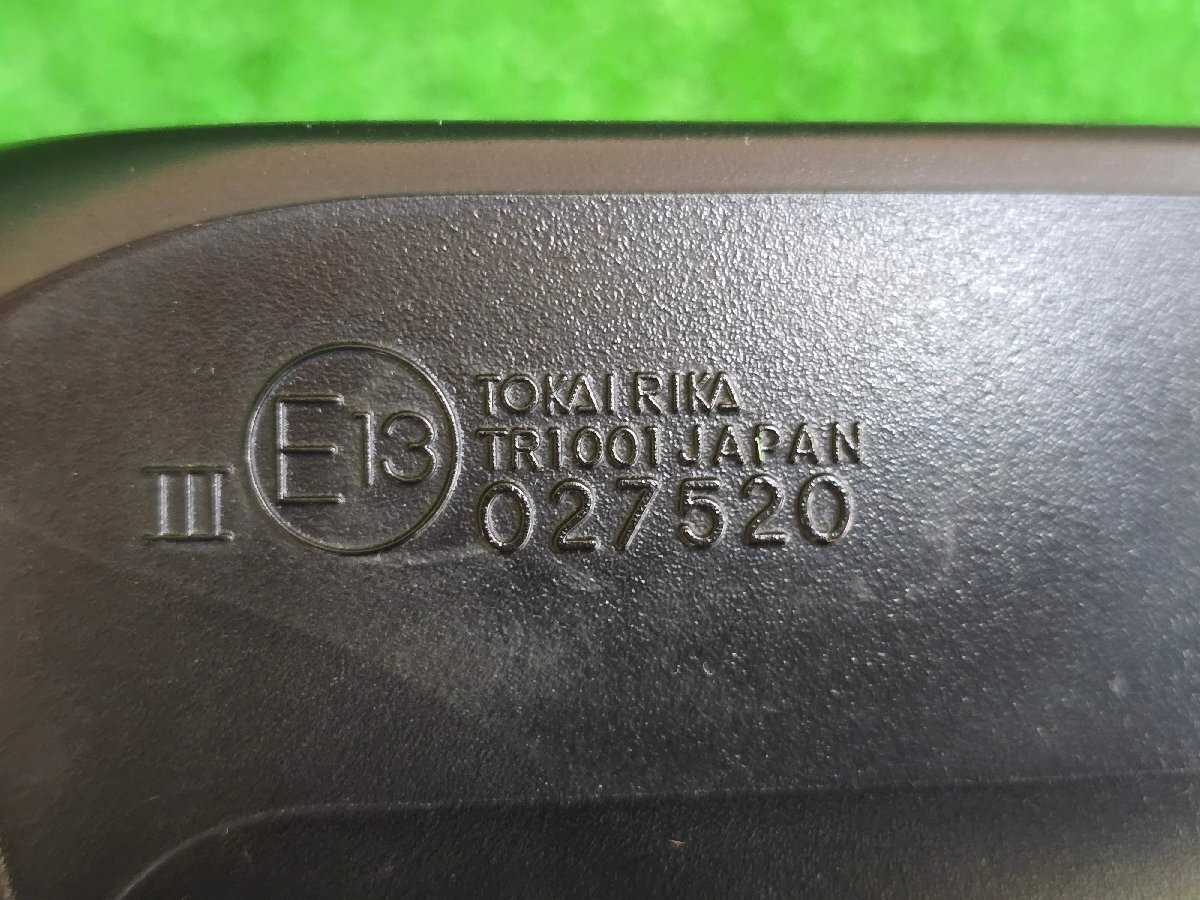 III E13 TOKAI RIKA
TR1001 JAPAN
027520